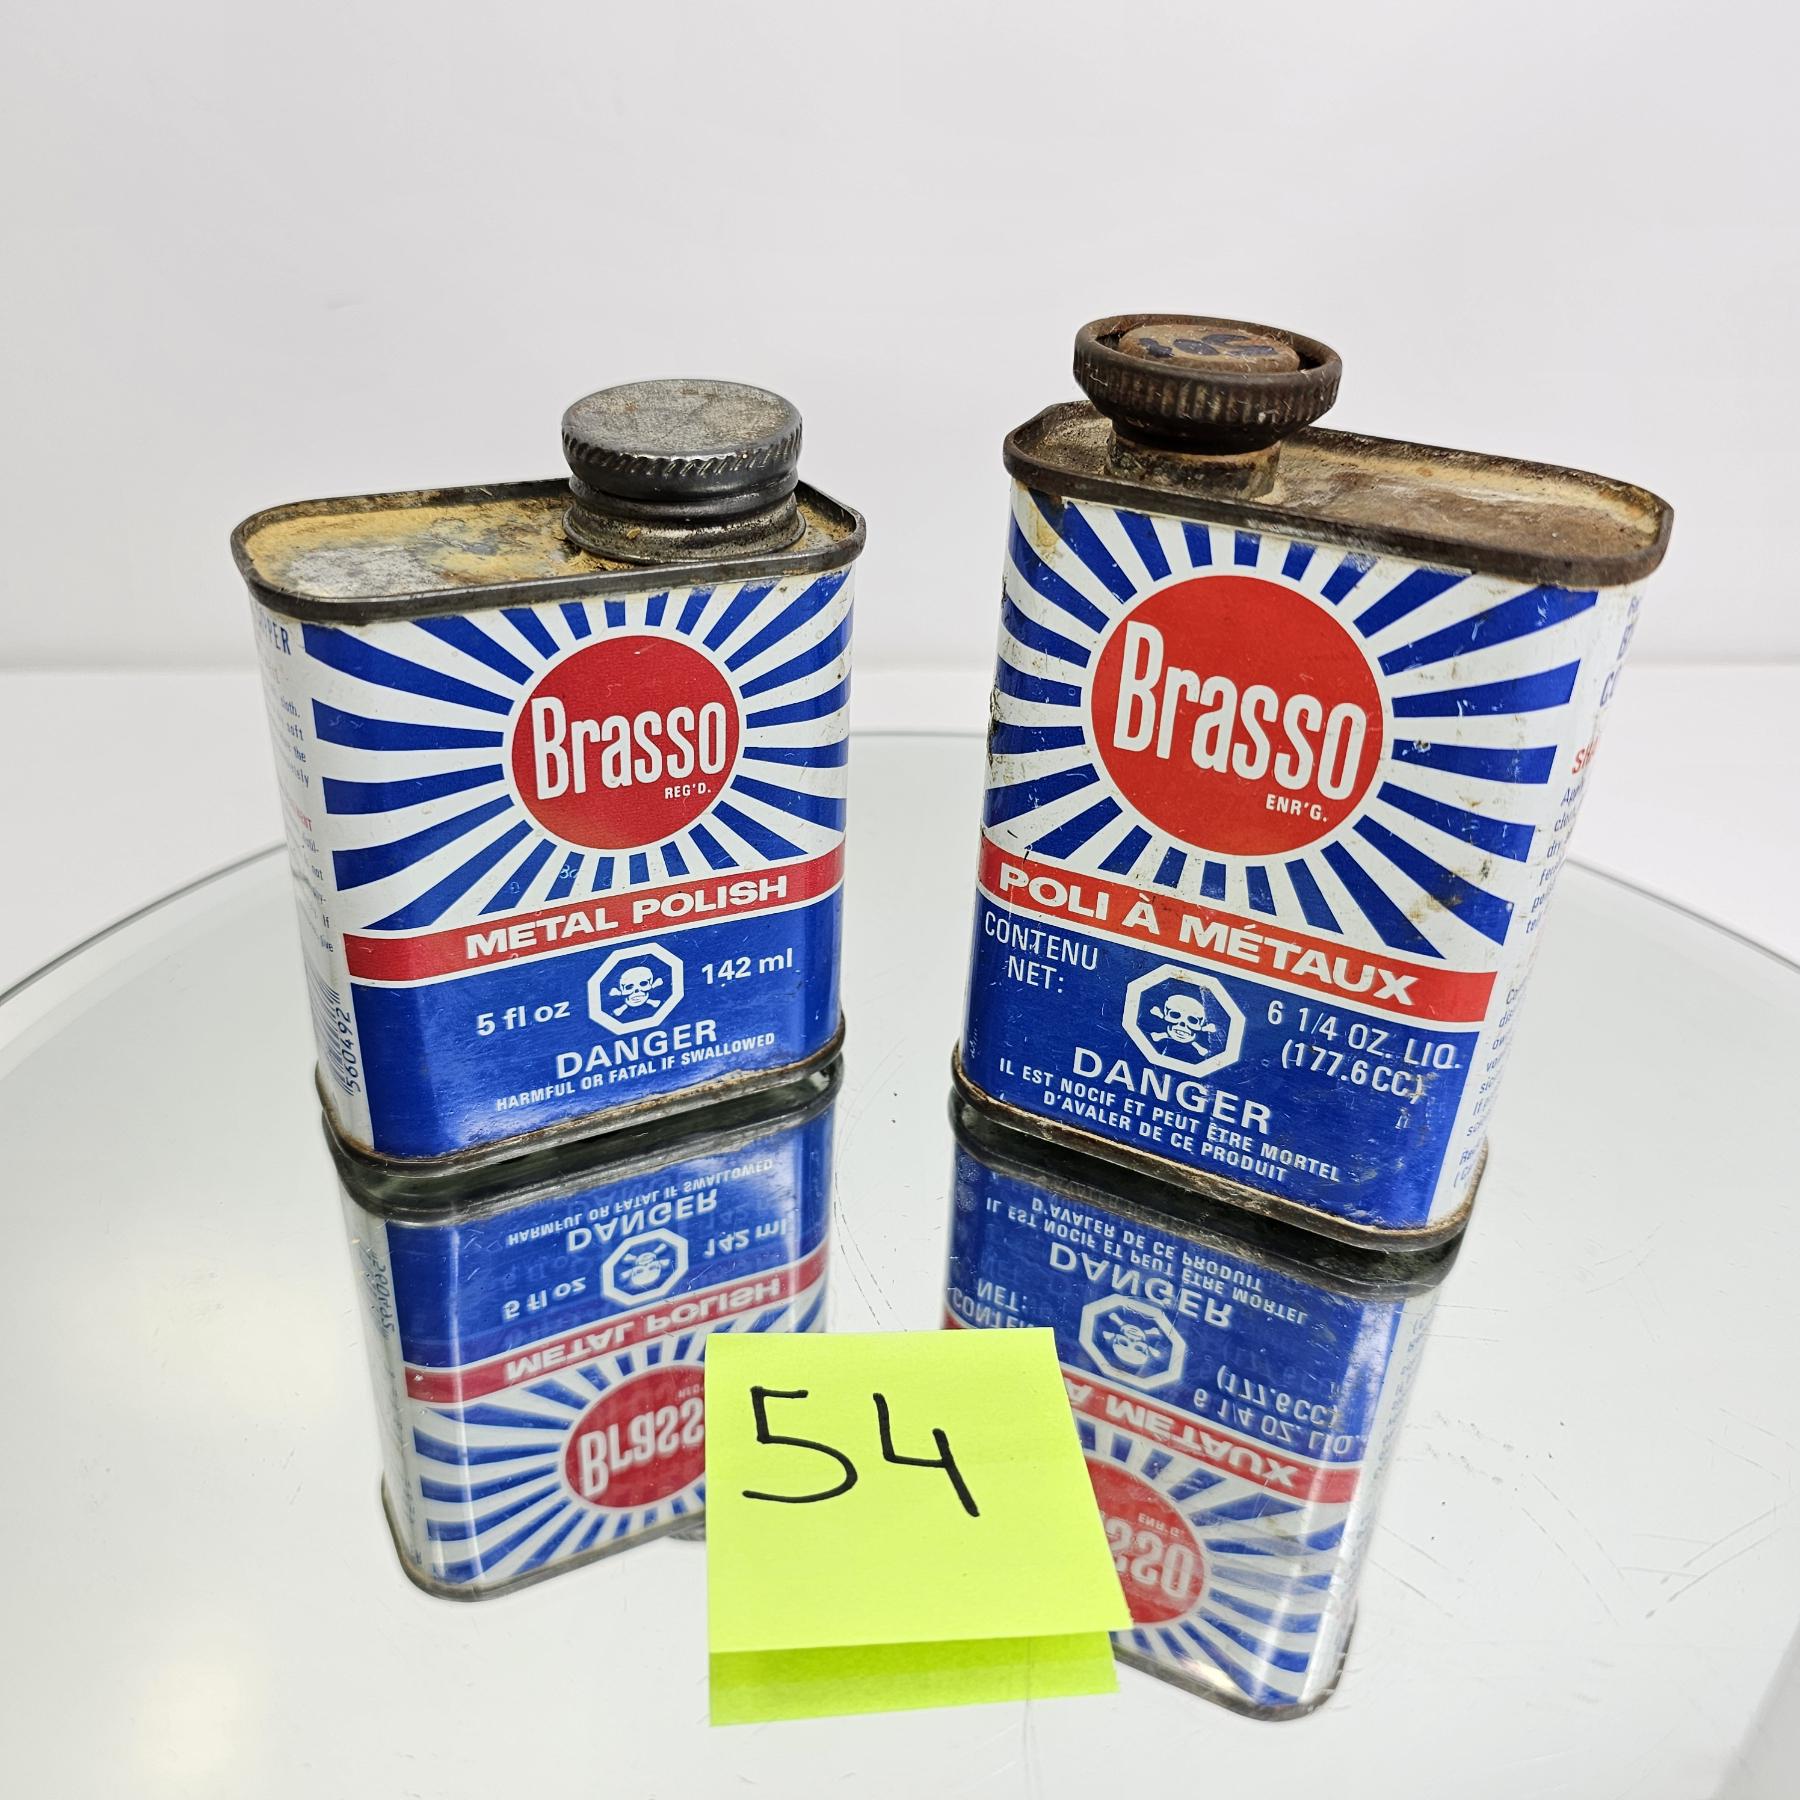 Brasso
REG'D.
METAL POLISH
5 fl oz
142 ml
DANGER
HARMFUL OR FATAL IF SWALLOWED
560492
Brasso
ENR'G.
POLI À MÉTAUX
CONTENU
NET:
6 1/4 OZ. LIQ.
(177.6CC)
DANGER
IL EST NOCIF ET PEUT ÊTRE MORTEL
D'AVALER DE CE PRODUIT
54